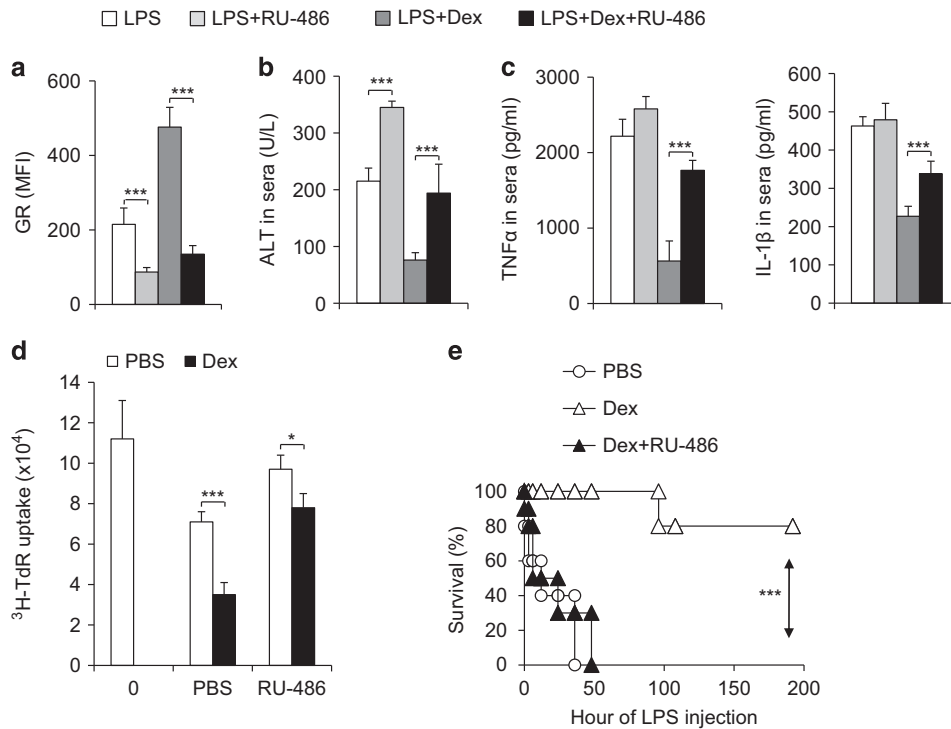 LPS LPS+RU-486 LPS+Dex LPS+Dex+RU-486
a
GR (MFI)
600
400
200
0
***
***
b
ALT in sera (U/L)
400
300
200
100
0
***
***
c
TNFα in sera (pg/ml)
3000
2000
1000
0
***
IL-1β in sera (pg/ml)
600
500
400
300
200
100
0
***
d
PBS Dex
³H-TdR uptake (x10⁴)
14
12
10
8
6
4
2
0
***
*
0 PBS RU-486
e
PBS
Dex
Dex+RU-486
Survival (%)
100
80
60
40
20
0
***
0 50 100 150 200
Hour of LPS injection